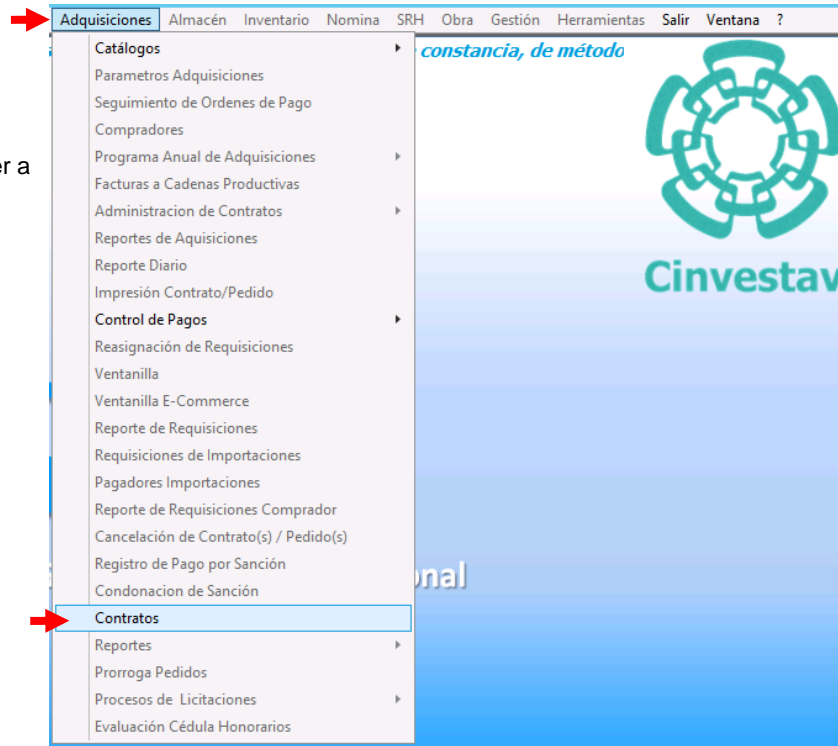 Adquisiciones Almacén Inventario Nomina SRH Obra Gestión Herramientas Salir Ventana ?
constancia, de método
Catálogos
Parametros Adquisiciones
Seguimiento de Ordenes de Pago
Compradores
er a
Programa Anual de Adquisiciones
Facturas a Cadenas Productivas
Administracion de Contratos
Reportes de Aquisiciones
Reporte Diario
Cinvestav
Impresión Contrato/Pedido
Control de Pagos
Reasignación de Requisiciones
Ventanilla
Ventanilla E-Commerce
Reporte de Requisiciones
Requisiciones de Importaciones
Pagadores Importaciones
Reporte de Requisiciones Comprador
Cancelación de Contrato(s) / Pedido(s)
Registro de Pago por Sanción
onal
Condonacion de Sanción
Contratos
Reportes
Prorroga Pedidos
Procesos de Licitaciones
Evaluación Cédula Honorarios